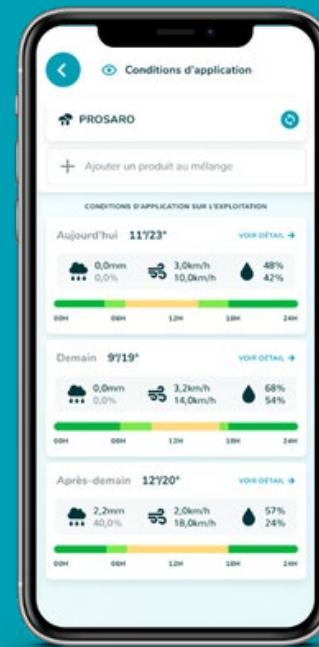 Conditions d'application
PROSARO
Ajouter un produit au mélange
CONDITIONS D'APPLICATION SUR L'EXPLOITATION
Aujourd'hui 11°/23° VOIR DÉTAIL →
0,0mm 3,0km/h 48%
0,0% 10,0km/h 42%
00H 06H 12H 18H 24H
Demain 9°/19° VOIR DÉTAIL →
0,0mm 3,2km/h 68%
0,0% 14,0km/h 54%
00H 06H 12H 18H 24H
Après-demain 12°/20° VOIR DÉTAIL →
2,2mm 2,0km/h 57%
40,0% 18,0km/h 24%
00H 06H 12H 18H 24H